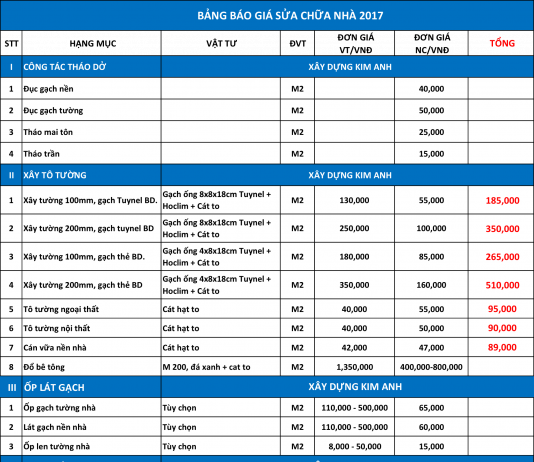 BẢNG BÁO GIÁ SỬA CHỮA NHÀ 2017
STT HẠNG MỤC VẬT TƯ ĐVT ĐƠN GIÁ VT/VNĐ ĐƠN GIÁ NC/VNĐ TỔNG
I CÔNG TÁC THÁO DỞ XÂY DỰNG KIM ANH
1 Đục gạch nền M2 40,000
2 Đục gạch tường M2 50,000
3 Tháo mai tôn M2 25,000
4 Tháo trần M2 15,000
II XÂY TÔ TƯỜNG XÂY DỰNG KIM ANH
1 Xây tường 100mm, gạch Tuynel BD. Gạch ống 8x8x18cm Tuynel + Hoclim + Cát to M2 130,000 55,000 185,000
2 Xây tường 200mm, gạch tuynel BD Gạch ống 8x8x18cm Tuynel + Hoclim + Cát to M2 250,000 100,000 350,000
3 Xây tường 100mm, gạch thẻ BD. Gạch ống 4x8x18cm Tuynel + Hoclim + Cát to M2 180,000 85,000 265,000
4 Xây tường 200mm, gạch thẻ BD Gạch ống 4x8x18cm Tuynel + Hoclim + Cát to M2 350,000 160,000 510,000
5 Tô tường ngoại thất Cát hạt to M2 40,000 55,000 95,000
6 Tô tường nội thất Cát hạt to M2 40,000 50,000 90,000
7 Cán vữa nền nhà Cát hạt to M2 42,000 47,000 89,000
8 Đổ bê tông M 200, đá xanh + cat to M2 1,350,000 400,000-800,000
III ỐP LÁT GẠCH XÂY DỰNG KIM ANH
1 Ốp gạch tường nhà Tùy chọn M2 110,000 - 500,000 65,000
2 Lát gạch nền nhà Tùy chọn M2 110,000 - 500,000 60,000
3 Ốp len tường nhà Tùy chọn M2 8,000 - 50,000 15,000